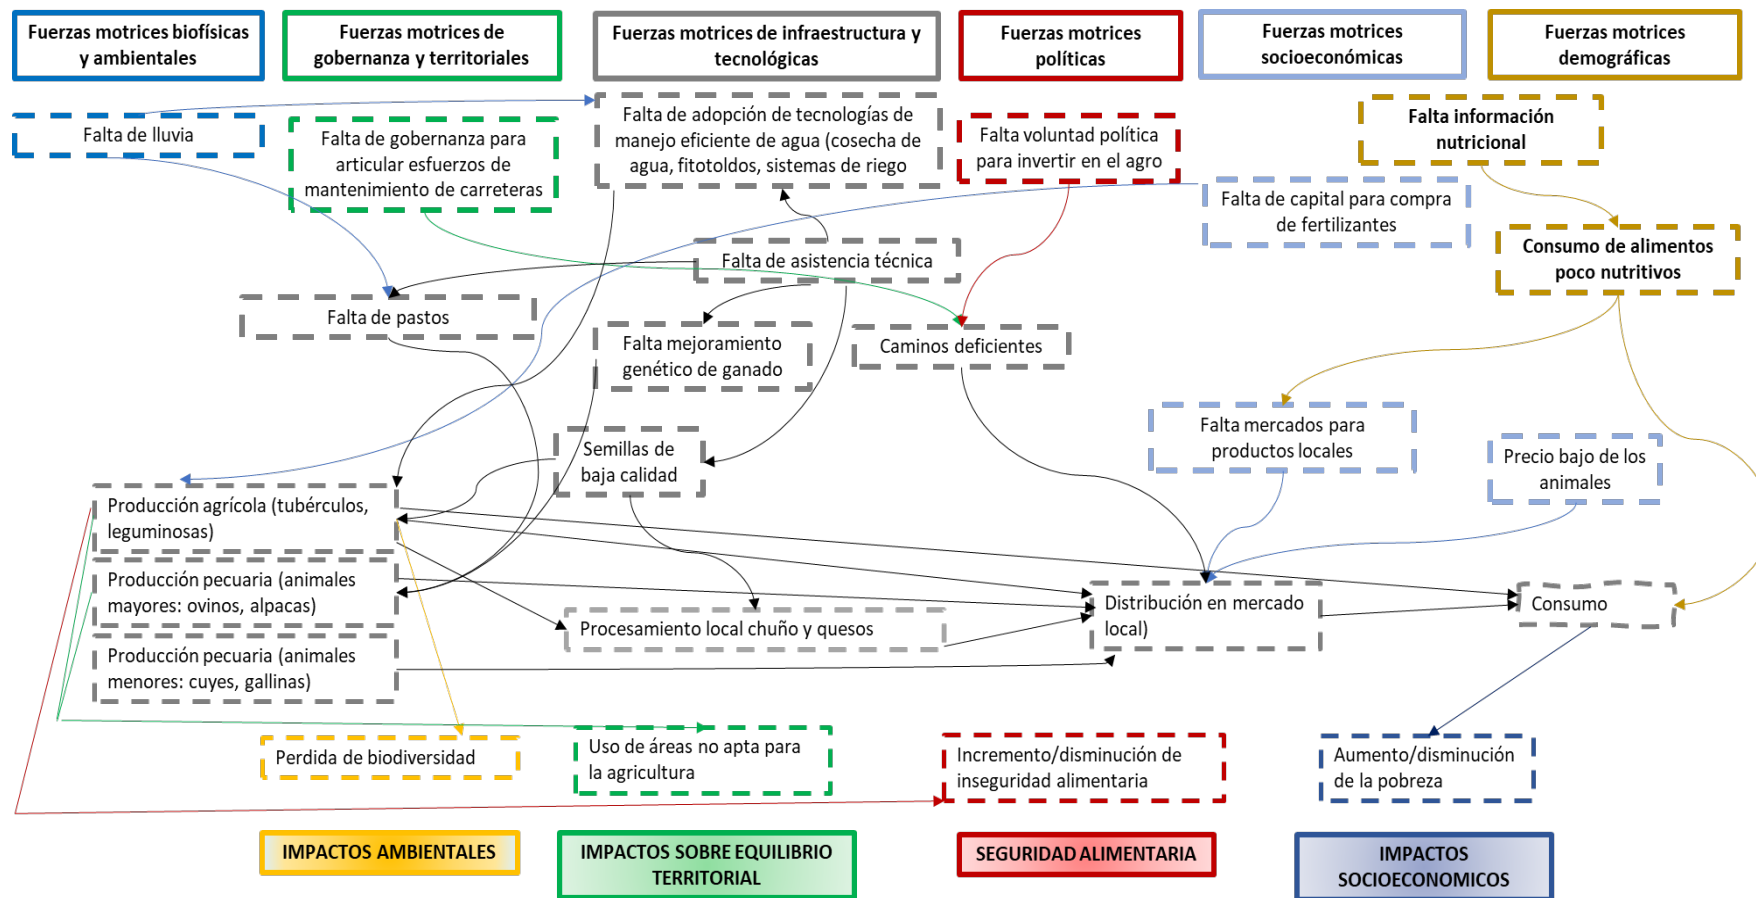 Fuerzas motrices biofísicas
y ambientales
Fuerzas motrices de
gobernanza y territoriales
Fuerzas motrices de infraestructura y
tecnológicas
Fuerzas motrices
políticas
Fuerzas motrices
socioeconómicas
Fuerzas motrices
demográficas
Falta de lluvia
Falta de gobernanza para
articular esfuerzos de
mantenimiento de carreteras
Falta de adopción de tecnologías de
manejo eficiente de agua (cosecha de
agua, fitotoldos, sistemas de riego
Falta voluntad política
para invertir en el agro
Falta de capital para compra
de fertilizantes
Falta información
nutricional
Falta de asistencia técnica
Consumo de alimentos
poco nutritivos
Falta de pastos
Falta mejoramiento
genético de ganado
Caminos deficientes
Semillas de
baja calidad
Falta mercados para
productos locales
Precio bajo de los
animales
Producción agrícola (tubérculos,
leguminosas)
Producción pecuaria (animales
mayores: ovinos, alpacas)
Producción pecuaria (animales
menores: cuyes, gallinas)
Procesamiento local chuño y quesos
Distribución en mercado
local)
Consumo
Perdida de biodiversidad
Uso de áreas no apta para
la agricultura
Incremento/disminución de
inseguridad alimentaria
Aumento/disminución
de la pobreza
IMPACTOS AMBIENTALES
IMPACTOS SOBRE EQUILIBRIO
TERRITORIAL
SEGURIDAD ALIMENTARIA
IMPACTOS
SOCIOECONOMICOS